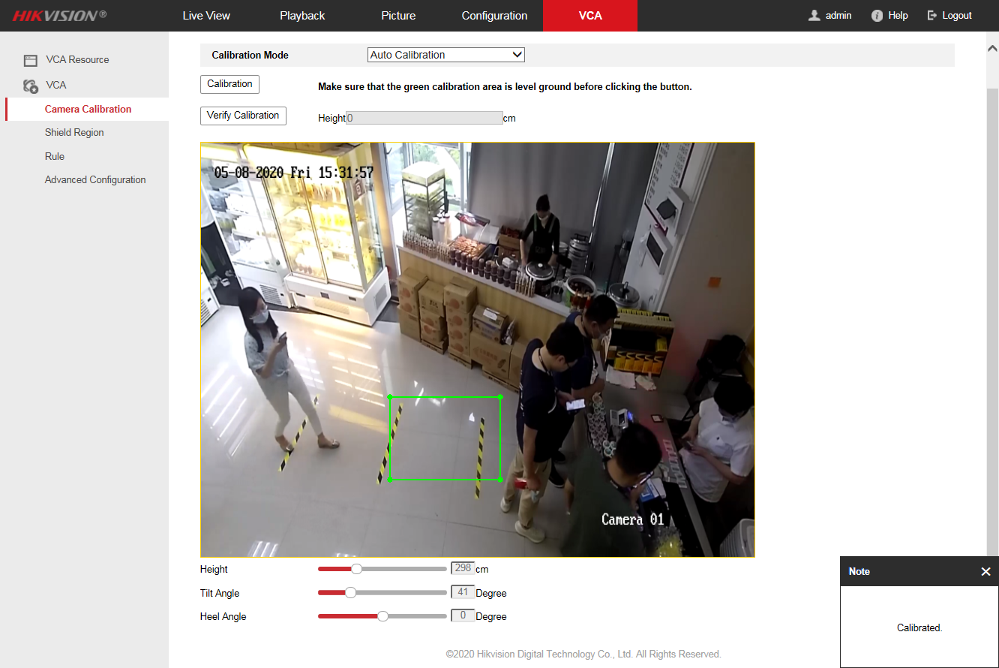 HIKVISION®
Live View
Playback
Picture
Configuration
VCA
admin
Help
Logout
VCA Resource
VCA
Camera Calibration
Shield Region
Rule
Advanced Configuration
Calibration Mode
Auto Calibration
Calibration
Make sure that the green calibration area is level ground before clicking the button.
Verify Calibration
Height 0 cm
05-08-2020 Fri 15:31:57
Camera 01
Height 298 cm
Tilt Angle 41 Degree
Heel Angle 0 Degree
Note
Calibrated.
©2020 Hikvision Digital Technology Co., Ltd. All Rights Reserved.